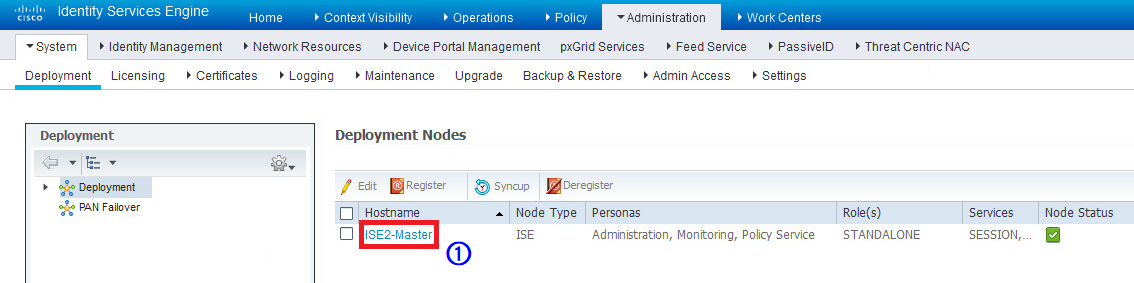 cisco Identity Services Engine Home Context Visibility Operations Policy Administration Work Centers
System Identity Management Network Resources Device Portal Management pxGrid Services Feed Service PassiveID Threat Centric NAC
Deployment Licensing Certificates Logging Maintenance Upgrade Backup & Restore Admin Access Settings
Deployment
Deployment
PAN Failover
Deployment Nodes
Edit Register Syncup Deregister
Hostname Node Type Personas Role(s) Services Node Status
ISE2-Master ISE Administration, Monitoring, Policy Service STANDALONE SESSION,...
①